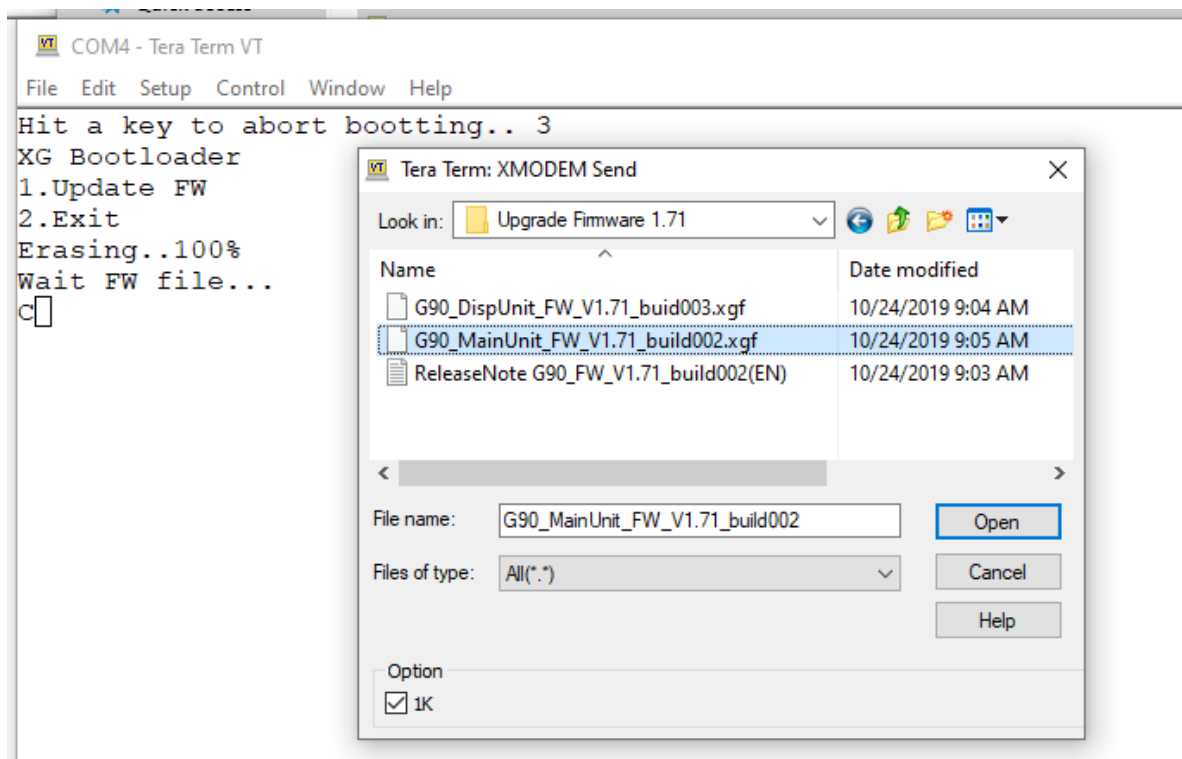 COM4 - Tera Term VT
File Edit Setup Control Window Help
Hit a key to abort bootting.. 3
XG Bootloader
1.Update FW
2.Exit
Erasing..100%
Wait FW file...
C
Tera Term: XMODEM Send
Look in: Upgrade Firmware 1.71
Name Date modified
G90_DispUnit_FW_V1.71_buid003.xgf 10/24/2019 9:04 AM
G90_MainUnit_FW_V1.71_build002.xgf 10/24/2019 9:05 AM
ReleaseNote G90_FW_V1.71_build002(EN) 10/24/2019 9:03 AM
File name: G90_MainUnit_FW_V1.71_build002 Open
Files of type: All(*.*) Cancel
Help
Option
1K